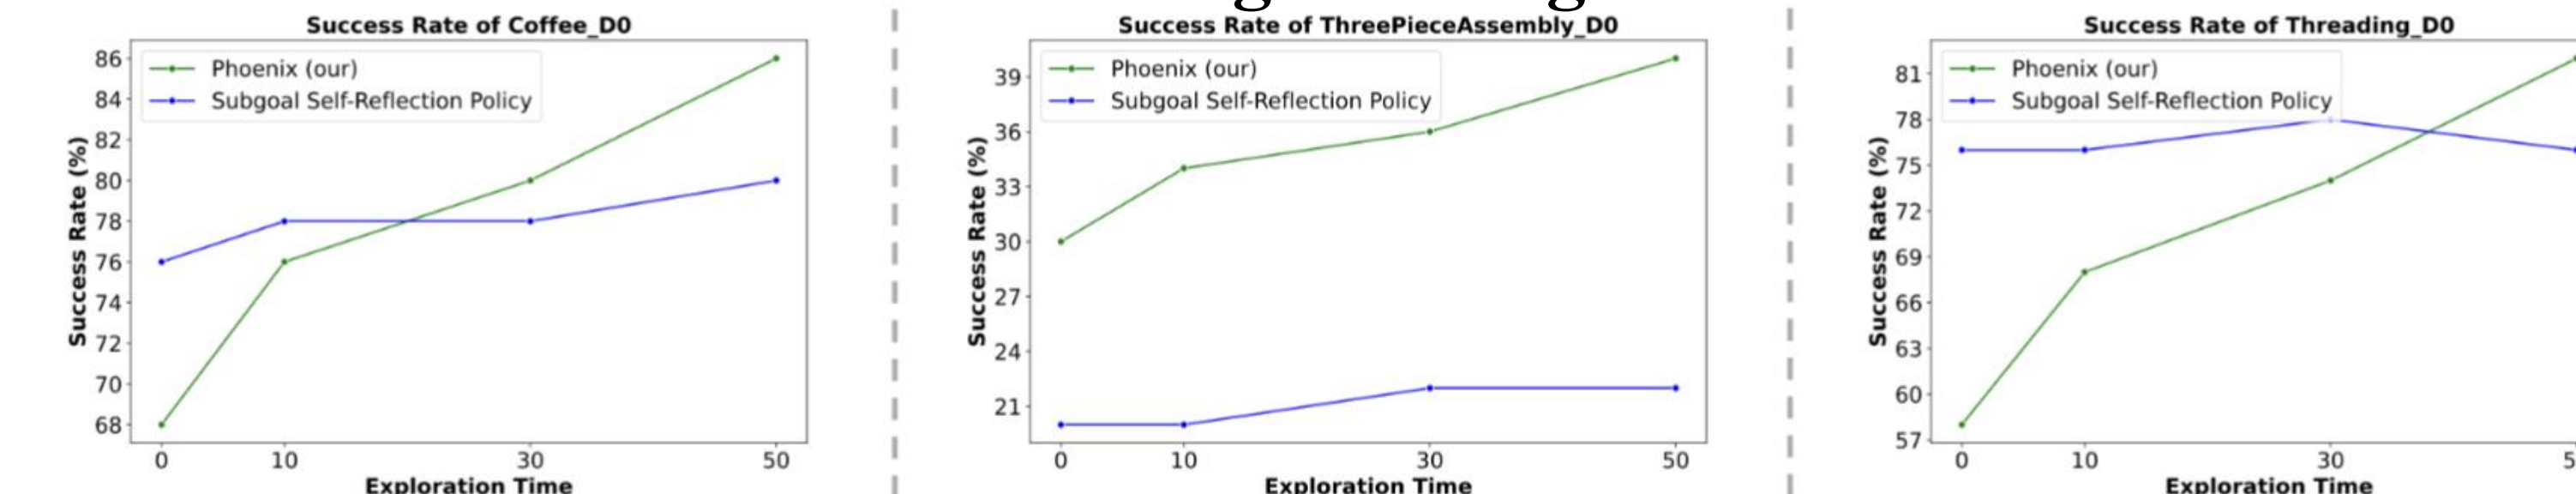 Success Rate of Coffee_D0
Phoenix (our)
Subgoal Self-Reflection Policy
Success Rate (%)
86
84
82
80
78
76
74
72
70
68
0 10 30 50
Exploration Time
Success Rate of ThreePieceAssembly_D0
Phoenix (our)
Subgoal Self-Reflection Policy
Success Rate (%)
39
36
33
30
27
24
21
0 10 30 50
Exploration Time
Success Rate of Threading_D0
Phoenix (our)
Subgoal Self-Reflection Policy
Success Rate (%)
81
78
75
72
69
66
63
60
57
0 10 30
Exploration Time